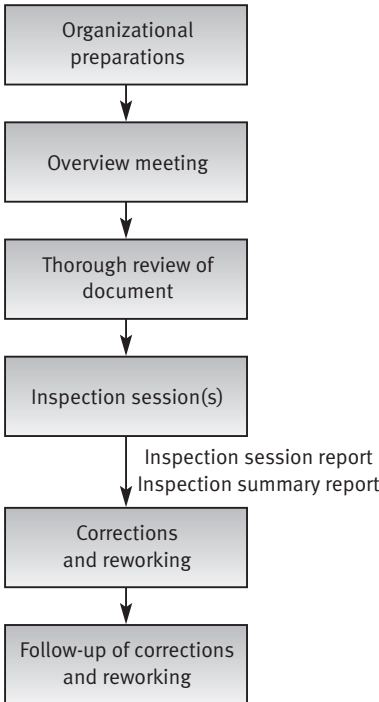 Organizational
preparations
Overview meeting
Thorough review of
document
Inspection session(s)
Inspection session report
Inspection summary report
Corrections
and reworking
Follow-up of corrections
and reworking